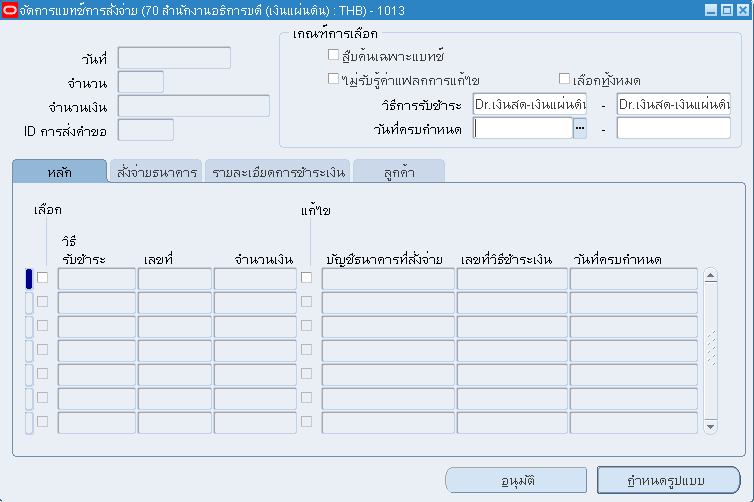 จัดการแบทช์การสั่งจ่าย (70 สำนักงานอธิการบดี (เงินแผ่นดิน) : THB) - 1013
เกณฑ์การเลือก
วันที่
สืบค้นเฉพาะแบทช์
จำนวน
ไม่รับรู้ค่าแฟลกการแก้ไข
เลือกทั้งหมด
จำนวนเงิน
วิธีการรับชำระ
Dr.เงินสด-เงินแผ่นดิน
-
Dr.เงินสด-เงินแผ่นดิน
ID การส่งคำขอ
วันที่ครบกำหนด
...
-
หลัก
สั่งจ่ายธนาคาร
รายละเอียดการชำระเงิน
ลูกค้า
เลือก
แก้ไข
วิธี
รับชำระ
เลขที่
จำนวนเงิน
บัญชีธนาคารที่สั่งจ่าย
เลขที่วิธีชำระเงิน
วันที่ครบกำหนด
อนุมัติ
กำหนดรูปแบบ